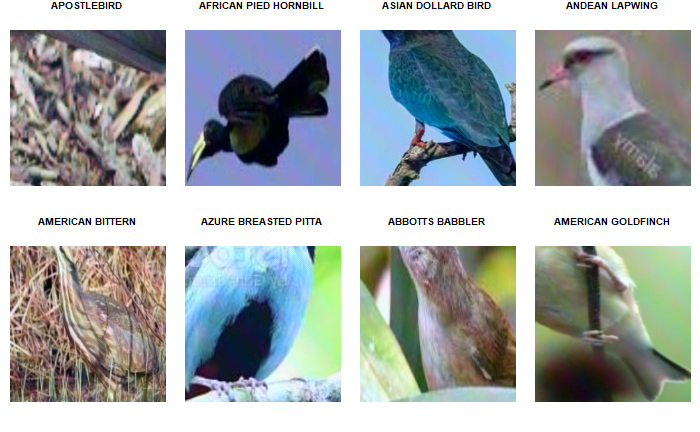 APOSTLEBIRD
AFRICAN PIED HORNBILL
ASIAN DOLLARD BIRD
ANDEAN LAPWING
AMERICAN BITTERN
AZURE BREASTED PITTA
ABBOTTS BABBLER
AMERICAN GOLDFINCH